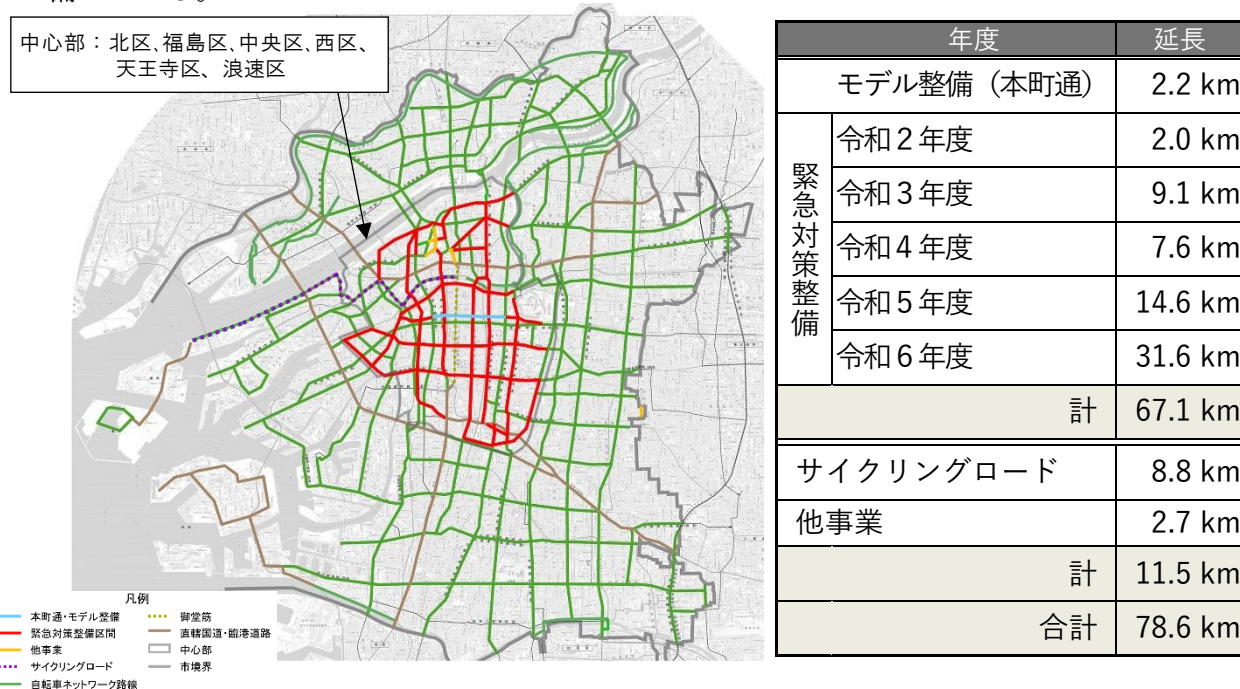 中心部：北区、福島区、中央区、西区、
天王寺区、浪速区
年度 延長
モデル整備（本町通） 2.2 km
緊急対策整備
令和２年度 2.0 km
令和３年度 9.1 km
令和４年度 7.6 km
令和５年度 14.6 km
令和６年度 31.6 km
計 67.1 km
サイクリングロード 8.8 km
他事業 2.7 km
計 11.5 km
合計 78.6 km
凡例
本町通・モデル整備
緊急対策整備区間
他事業
サイクリングロード
自転車ネットワーク路線
御堂筋
直轄国道・臨港道路
中心部
市境界